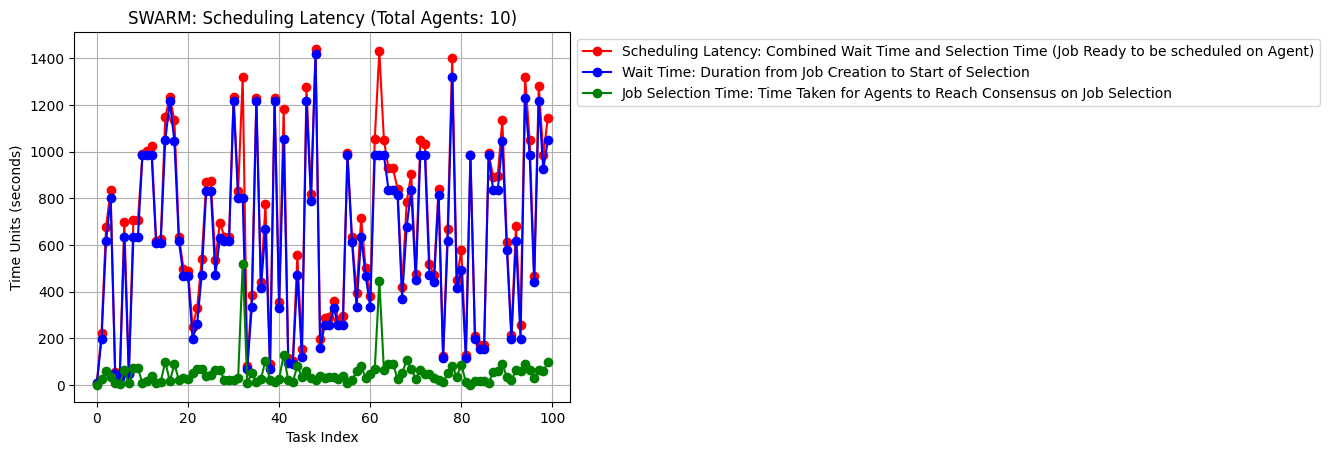 SWARM: Scheduling Latency (Total Agents: 10)
Scheduling Latency: Combined Wait Time and Selection Time (Job Ready to be scheduled on Agent)
Wait Time: Duration from Job Creation to Start of Selection
Job Selection Time: Time Taken for Agents to Reach Consensus on Job Selection
Time Units (seconds)
1400
1200
1000
800
600
400
200
0
0 20 40 60 80 100
Task Index